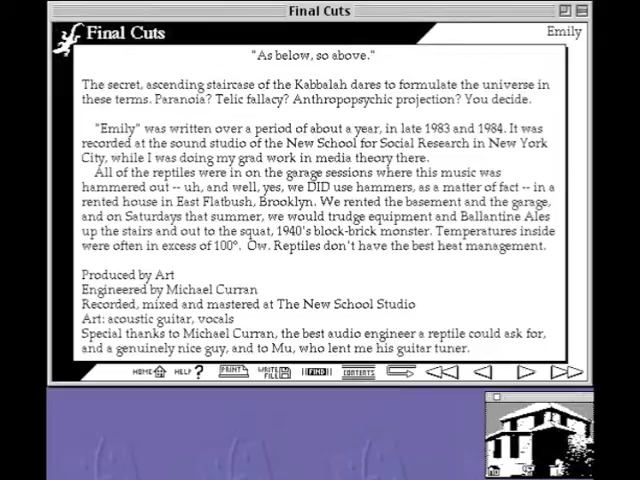 Final Cuts
Final Cuts
Emily
"As below, so above."
The secret, ascending staircase of the Kabbalah dares to formulate the universe in
these terms. Paranoia? Telic fallacy? Anthropopsychic projection? You decide.
"Emily" was written over a period of about a year, in late 1983 and 1984. It was
recorded at the sound studio of the New School for Social Research in New York
City, while I was doing my grad work in media theory there.
All of the reptiles were in on the garage sessions where this music was
hammered out -- uh, and well, yes, we DID use hammers, as a matter of fact -- in a
rented house in East Flatbush, Brooklyn. We rented the basement and the garage,
and on Saturdays that summer, we would trudge equipment and Ballantine Ales
up the stairs and out to the squat, 1940's block-brick monster. Temperatures inside
were often in excess of 100°. Ow. Reptiles don't have the best heat management.
Produced by Art
Engineered by Michael Curran
Recorded, mixed and mastered at The New School Studio
Art: acoustic guitar, vocals
Special thanks to Michael Curran, the best audio engineer a reptile could ask for,
and a genuinely nice guy, and to Mu, who lent me his guitar tuner.
HOME HELP ? PRINT WRITE FILE FIND CONTENTS